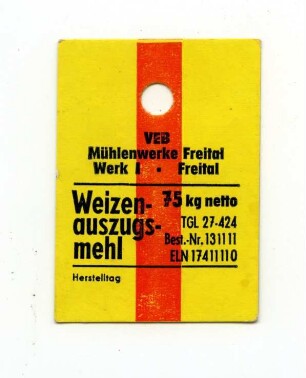 VEB
Mühlenwerke Freital
Werk I • Freital
Weizen-
auszugs-
mehl
75 kg netto
TGL 27-424
Best.-Nr. 131111
ELN 17411110
Herstelltag